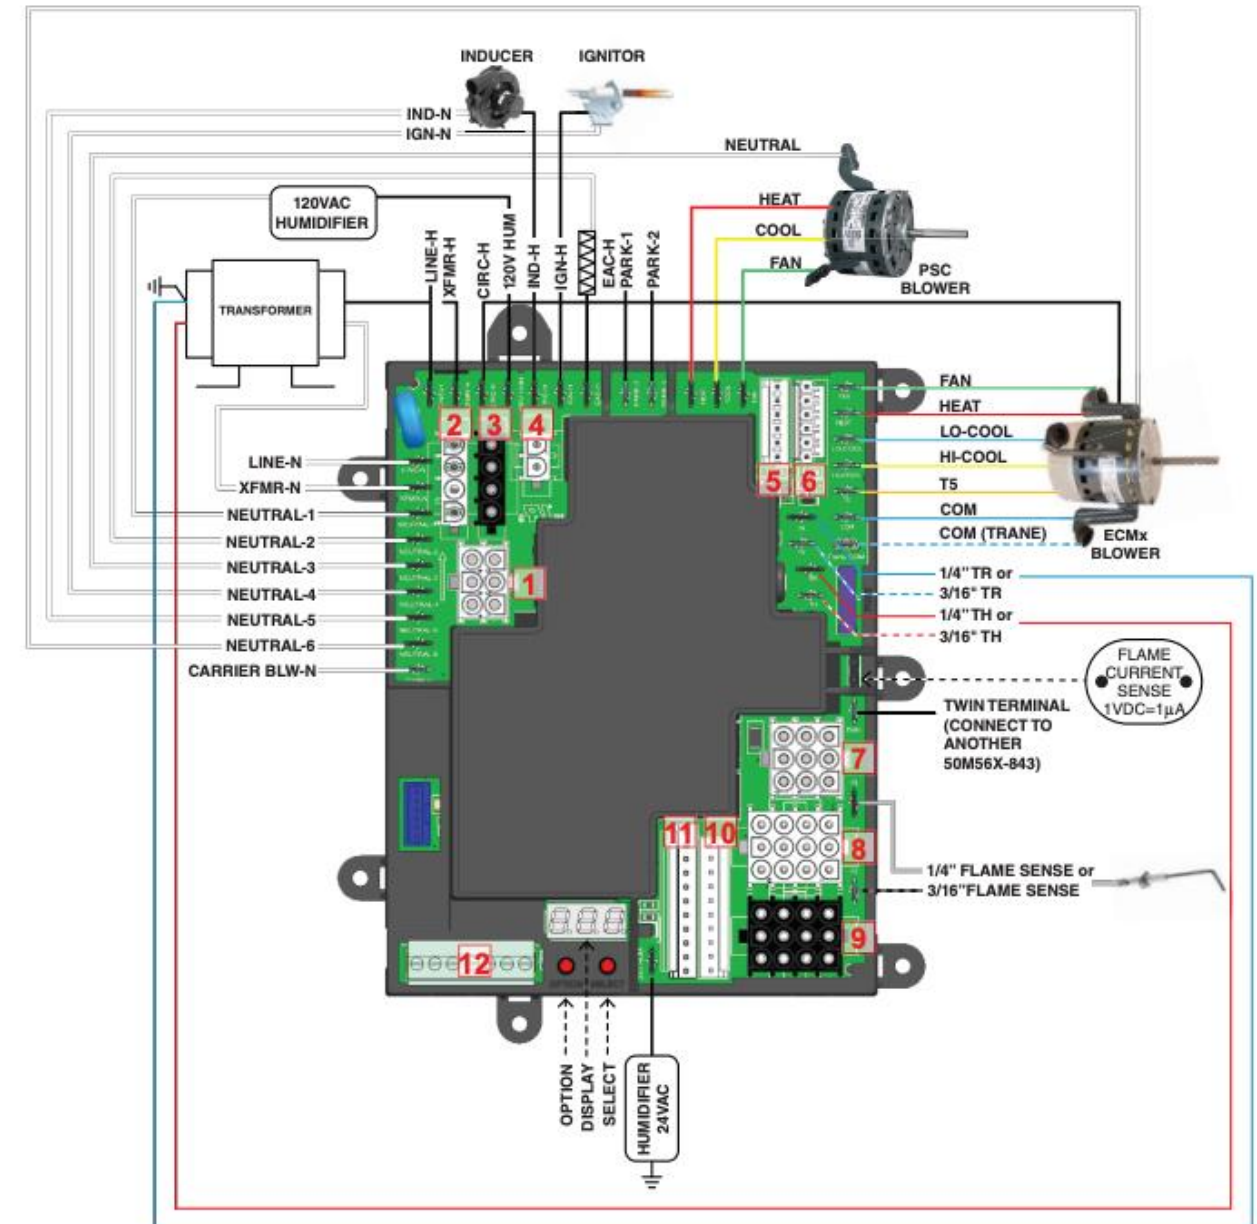 INDUCER
IGNITOR
IND-N
IGN-N
NEUTRAL
120VAC
HUMIDIFIER
HEAT
COOL
FAN
PSC
BLOWER
LINE-H
XFMR-H
CIRC-H
120V HUM
IND-H
IGN-H
EAC-H
PARK-1
PARK-2
TRANSFORMER
2
3
4
5
6
FAN
HEAT
LO-COOL
HI-COOL
T5
COM
COM (TRANE)
ECMx
BLOWER
LINE-N
XFMR-N
NEUTRAL-1
NEUTRAL-2
NEUTRAL-3
NEUTRAL-4
NEUTRAL-5
NEUTRAL-6
CARRIER BLW-N
1
1/4" TR or
3/16" TR
1/4" TH or
3/16" TH
FLAME
CURRENT
SENSE
1VDC=1µA
TWIN TERMINAL
(CONNECT TO
ANOTHER
50M56X-843)
7
8
9
11
10
1/4" FLAME SENSE or
3/16"FLAME SENSE
12
OPTION
SELECT
OPTION
DISPLAY
SELECT
HUMIDIFIER
24VAC